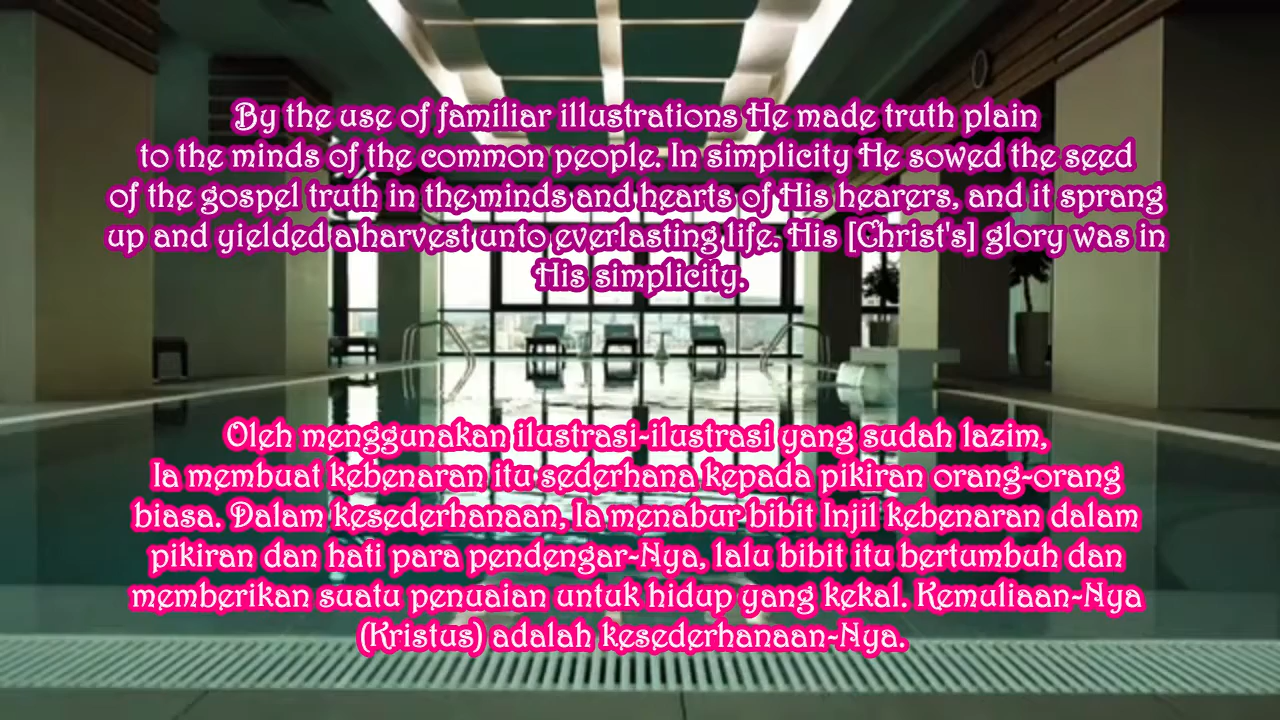 By the use of familiar illustrations He made truth plain
to the minds of the common people. In simplicity He sowed the seed
of the gospel truth in the minds and hearts of His hearers, and it sprang
up and yielded a harvest unto everlasting life. His [Christ's] glory was in
His simplicity.
Oleh menggunakan ilustrasi-ilustrasi yang sudah lazim,
Ia membuat kebenaran itu sederhana kepada pikiran orang-orang
biasa. Dalam kesederhanaan, Ia menabur bibit Injil kebenaran dalam
pikiran dan hati para pendengar-Nya, lalu bibit itu bertumbuh dan
memberikan suatu penuaian untuk hidup yang kekal. Kemuliaan-Nya
(Kristus) adalah kesederhanaan-Nya.